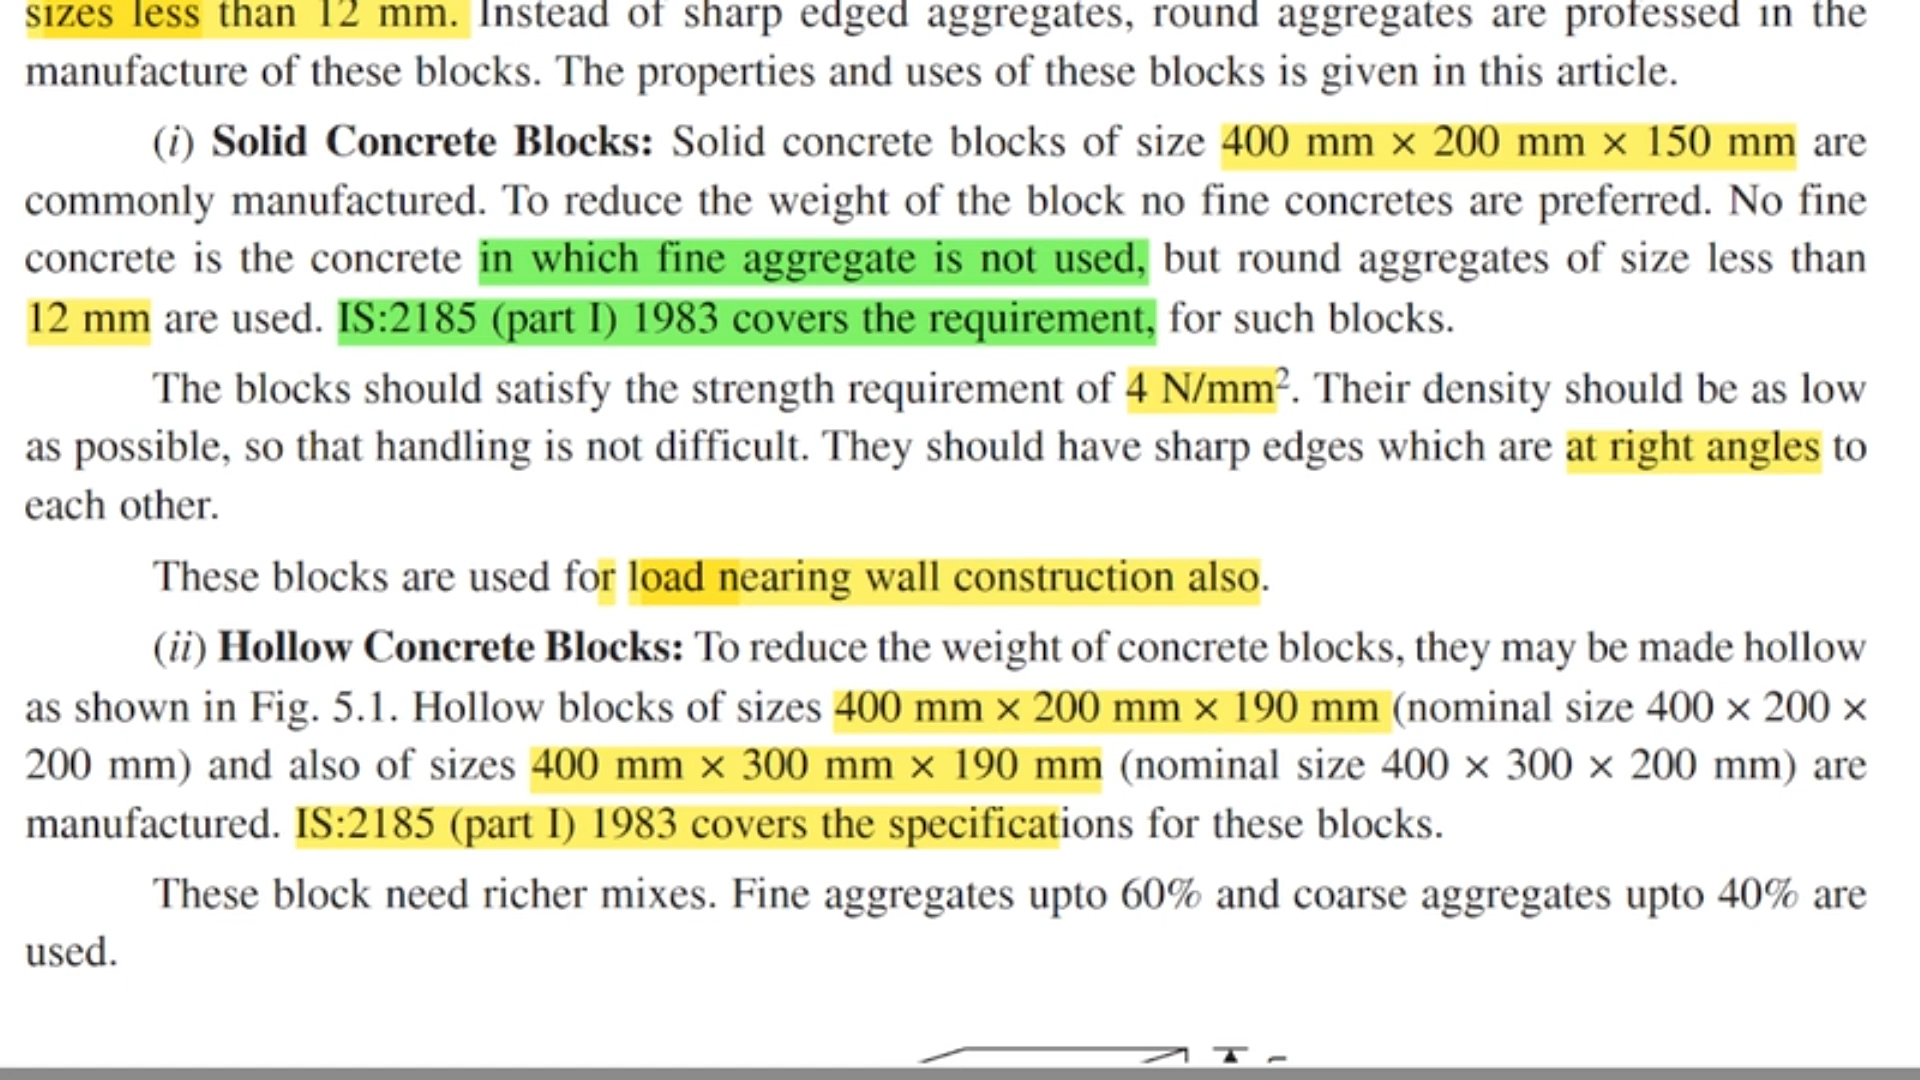 sizes less than 12 mm. Instead of sharp edged aggregates, round aggregates are professed in the
manufacture of these blocks. The properties and uses of these blocks is given in this article.
(i) Solid Concrete Blocks: Solid concrete blocks of size 400 mm × 200 mm × 150 mm are
commonly manufactured. To reduce the weight of the block no fine concretes are preferred. No fine
concrete is the concrete in which fine aggregate is not used, but round aggregates of size less than
12 mm are used. IS:2185 (part I) 1983 covers the requirement, for such blocks.
The blocks should satisfy the strength requirement of 4 N/mm². Their density should be as low
as possible, so that handling is not difficult. They should have sharp edges which are at right angles to
each other.
These blocks are used for load nearing wall construction also.
(ii) Hollow Concrete Blocks: To reduce the weight of concrete blocks, they may be made hollow
as shown in Fig. 5.1. Hollow blocks of sizes 400 mm × 200 mm × 190 mm (nominal size 400 × 200 ×
200 mm) and also of sizes 400 mm × 300 mm × 190 mm (nominal size 400 × 300 × 200 mm) are
manufactured. IS:2185 (part I) 1983 covers the specifications for these blocks.
These block need richer mixes. Fine aggregates upto 60% and coarse aggregates upto 40% are
used.